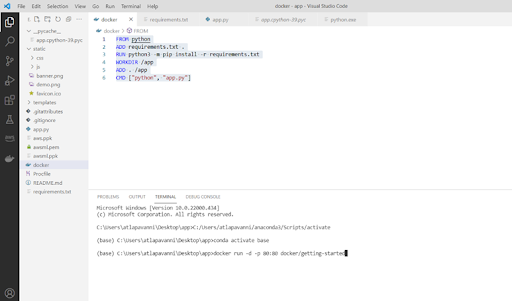 File Edit Selection View Go Run Terminal Help
docker - app - Visual Studio Code
docker
requirements.txt
app.py
app.cpython-39.pyc
python.exe
docker > FROM
__pycache__
app.cpython-39.pyc
static
css
js
banner.png
demo.png
favicon.ico
templates
.gitattributes
.gitignore
app.py
aws.ppk
awsml.pem
awsml.ppk
docker
Procfile
README.md
requirements.txt
1 FROM python
2 ADD requirements.txt .
3 RUN python3 -m pip install -r requirements.txt
4 WORKDIR /app
5 ADD . /app
6 CMD ["python", "app.py"]
PROBLEMS OUTPUT TERMINAL DEBUG CONSOLE
Microsoft Windows [Version 10.0.22000.434]
(c) Microsoft Corporation. All rights reserved.
C:\Users\atlapavanni\Desktop\app>C:/Users/atlapavanni/anaconda3/Scripts/activate
(base) C:\Users\atlapavanni\Desktop\app>conda activate base
(base) C:\Users\atlapavanni\Desktop\app>docker run -d -p 80:80 docker/getting-started